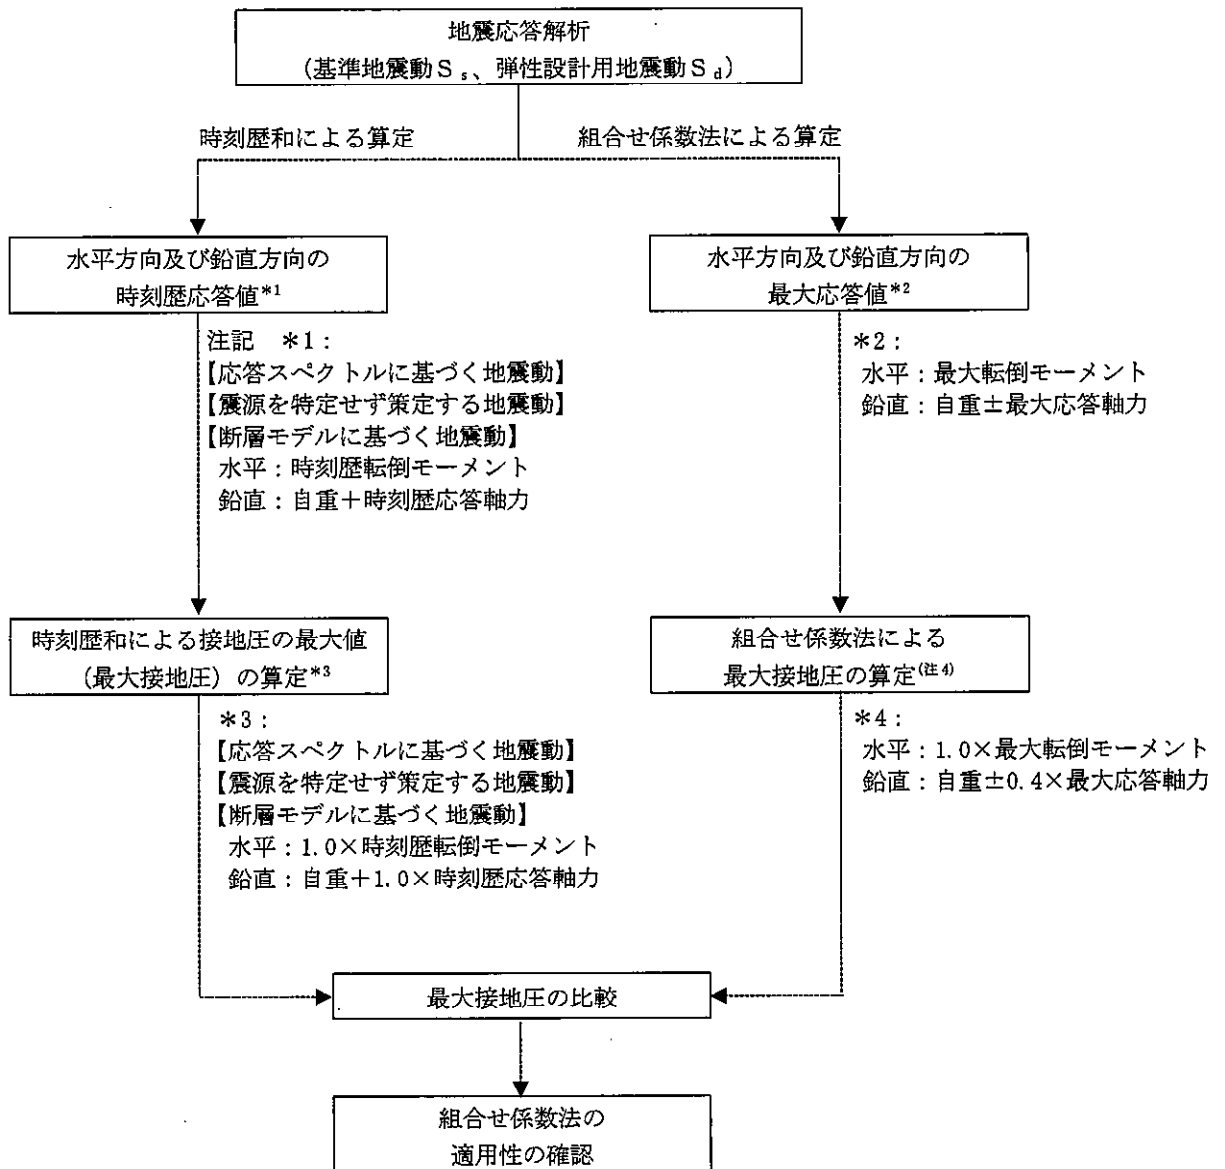 地震応答解析
(基準地震動Ｓs、弾性設計用地震動Ｓd)
時刻歴和による算定
組合せ係数法による算定
水平方向及び鉛直方向の
時刻歴応答値*1
水平方向及び鉛直方向の
最大応答値*2
注記　＊1：
【応答スペクトルに基づく地震動】
【震源を特定せず策定する地震動】
【断層モデルに基づく地震動】
水平：時刻歴転倒モーメント
鉛直：自重＋時刻歴応答軸力
＊2：
水平：最大転倒モーメント
鉛直：自重±最大応答軸力
時刻歴和による接地圧の最大値
(最大接地圧) の算定*3
組合せ係数法による
最大接地圧の算定(注4)
＊3：
【応答スペクトルに基づく地震動】
【震源を特定せず策定する地震動】
【断層モデルに基づく地震動】
水平：1.0×時刻歴転倒モーメント
鉛直：自重＋1.0×時刻歴応答軸力
＊4：
水平：1.0×最大転倒モーメント
鉛直：自重±0.4×最大応答軸力
最大接地圧の比較
組合せ係数法の
適用性の確認